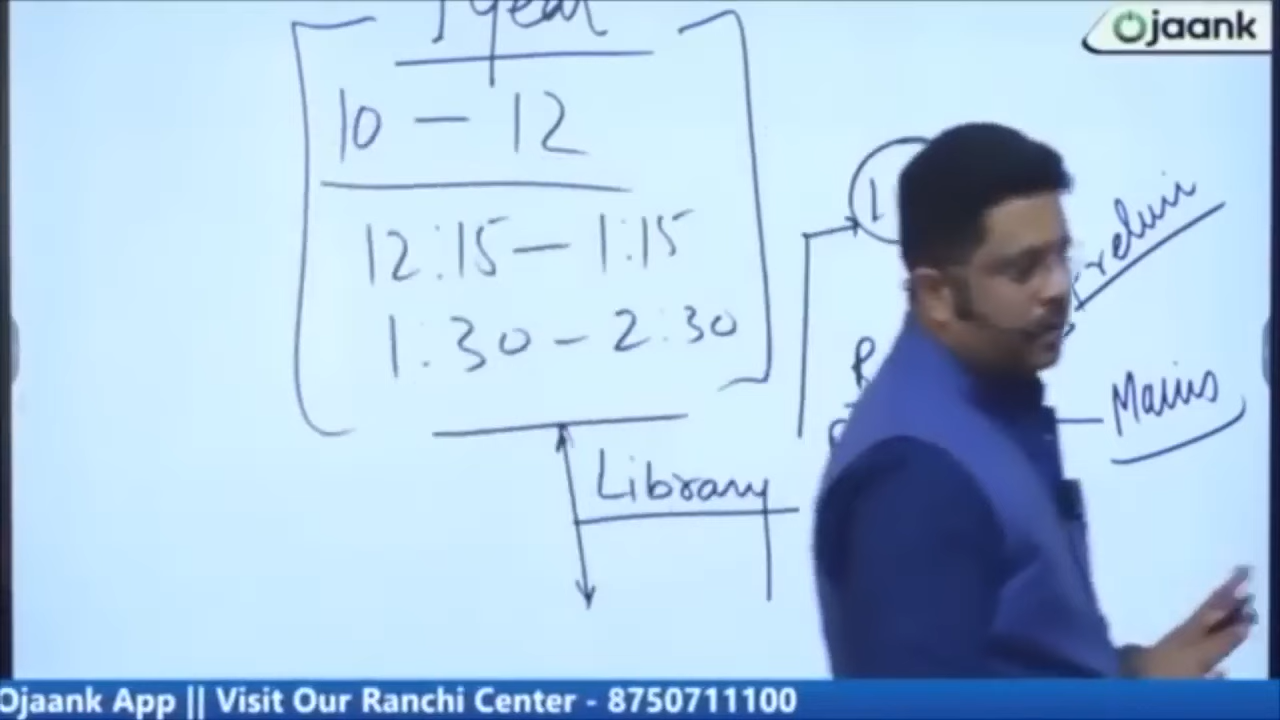 1 year
10 - 12
12:15 - 1:15
1:30 - 2:30
Library
Mains
Ojaank
Ojaank App || Visit Our Ranchi Center - 8750711100